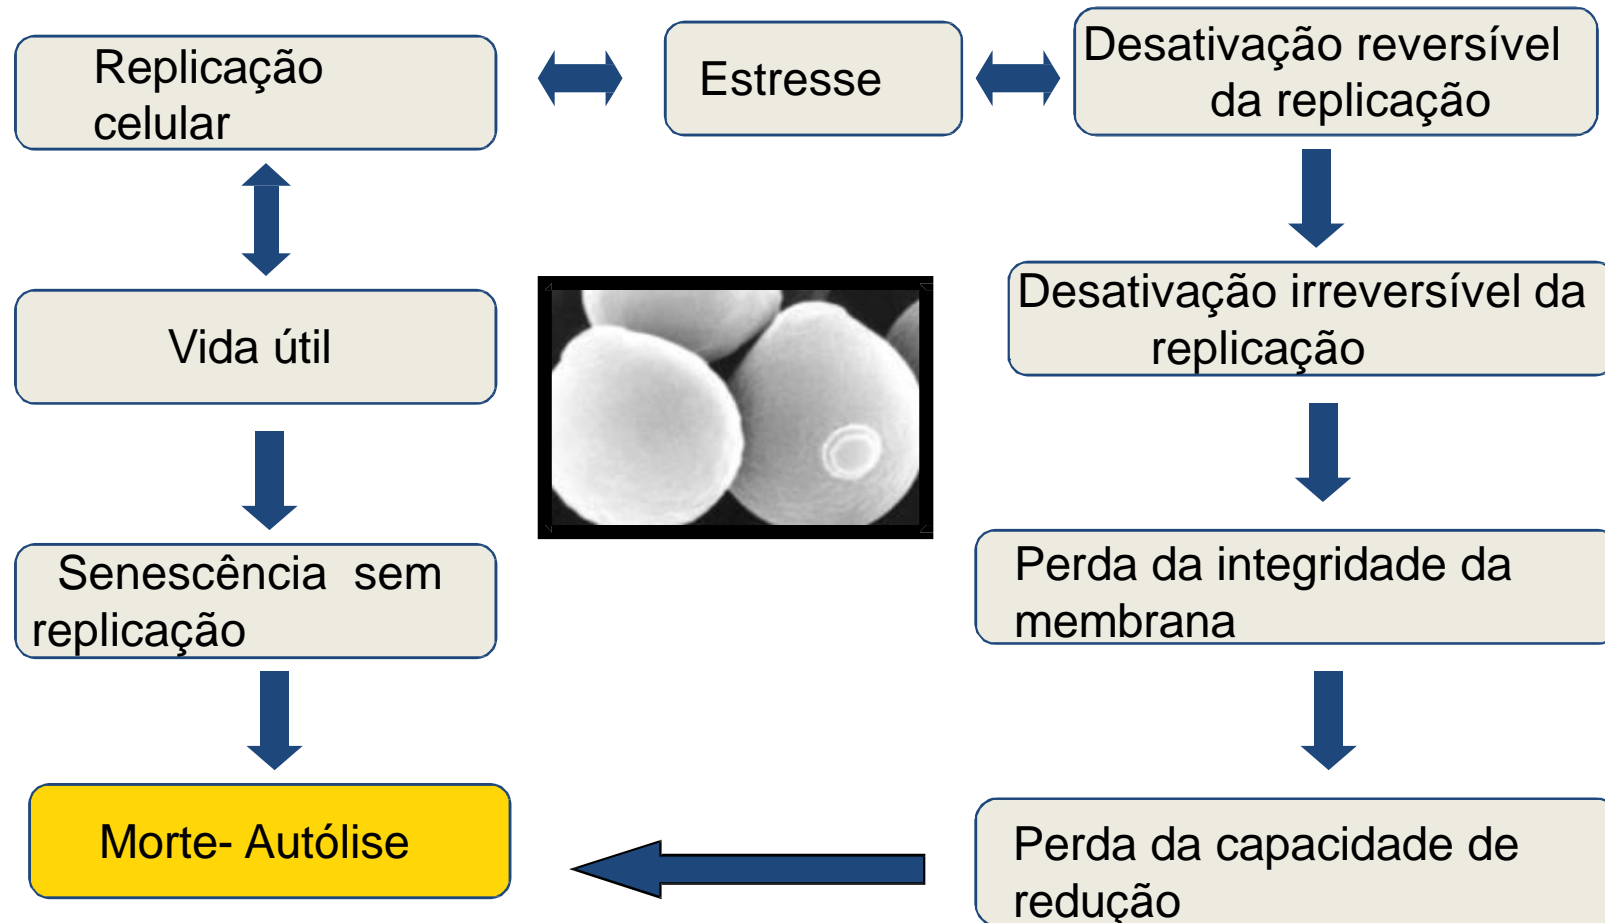 Replicação
celular
Estresse
Desativação reversível
da replicação
Vida útil
Desativação irreversível da
replicação
Senescência sem
replicação
Perda da integridade da
membrana
Morte- Autólise
Perda da capacidade de
redução